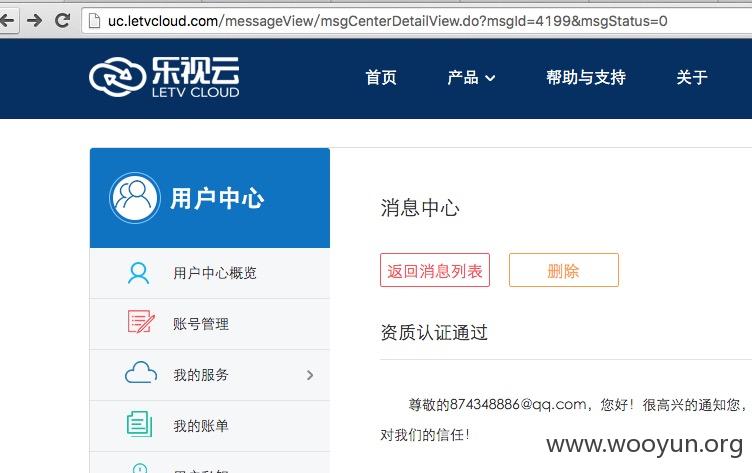 uc.letvcloud.com/messageView/msgCenterDetailView.do?msgId=4199&msgStatus=0
乐视云
LETV CLOUD
首页 产品 帮助与支持 关于
用户中心
消息中心
返回消息列表 删除
用户中心概览
账号管理
资质认证通过
我的服务
尊敬的874348886@qq.com，您好！很高兴的通知您，
我的账单
对我们的信任！
www.wooyun.org